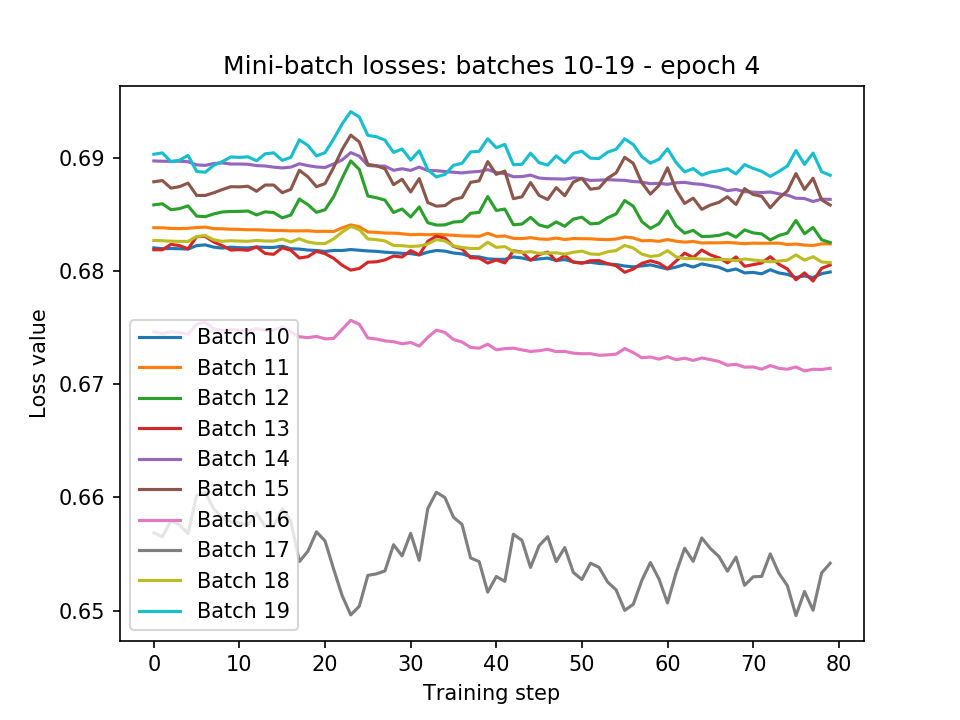 Mini-batch losses: batches 10-19 - epoch 4
0.69
0.68
0.67
0.66
0.65
Loss value
Batch 10
Batch 11
Batch 12
Batch 13
Batch 14
Batch 15
Batch 16
Batch 17
Batch 18
Batch 19
0 10 20 30 40 50 60 70 80
Training step